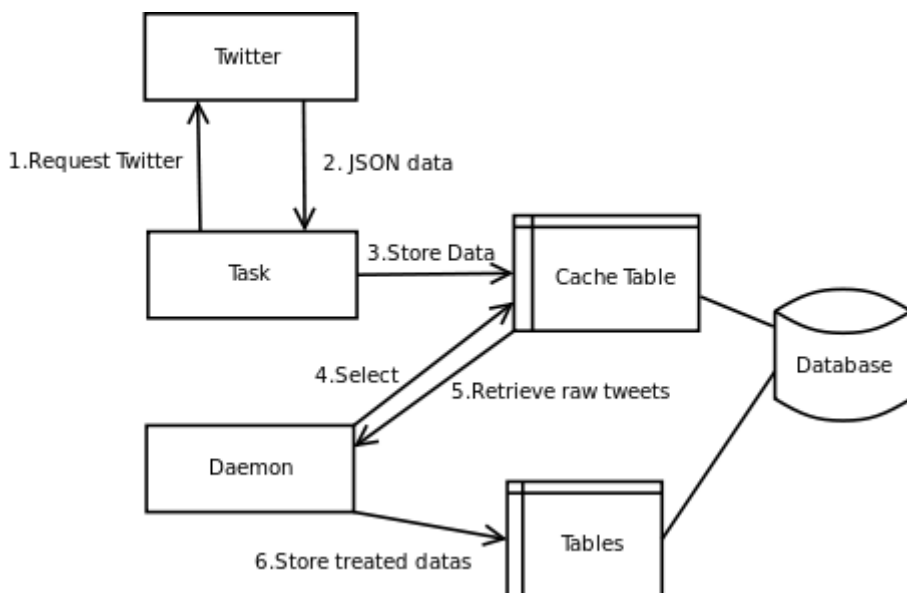 Twitter
1.Request Twitter
2. JSON data
Task
3.Store Data
Cache Table
Database
4.Select
5.Retrieve raw tweets
Daemon
6.Store treated datas
Tables